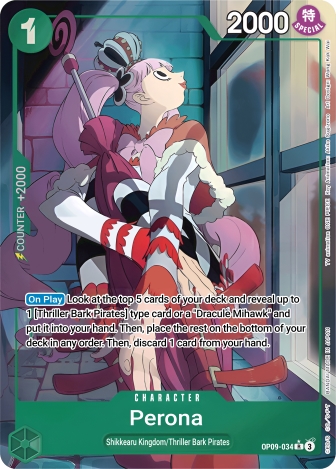 1
2000
特
SPECIAL
COUNTER +2000
On Play Look at the top 5 cards of your deck and reveal up to
1 [Thriller Bark Pirates] type card or a "Dracule Mihawk" and
put it into your hand. Then, place the rest on the bottom of your
deck in any order. Then, discard 1 card from your hand.
CHARACTER
Perona
Shikkearu Kingdom/Thriller Bark Pirates
OP09-034 R 3